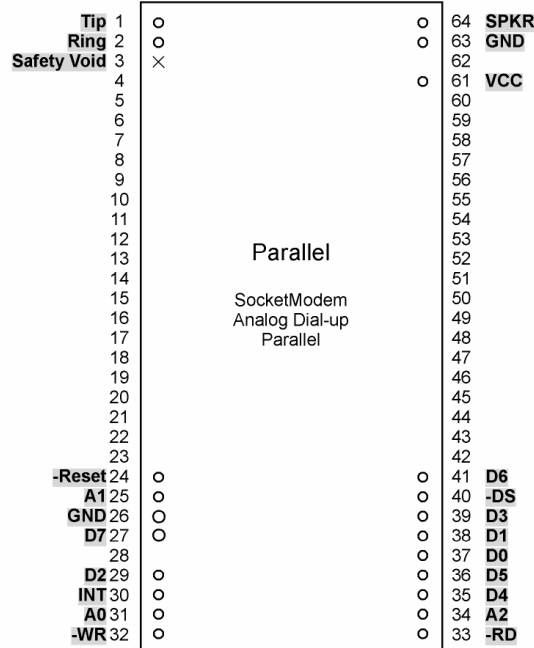 Tip 1 64 SPKR
Ring 2 63 GND
Safety Void 3 62
4 61 VCC
5 60
6 59
7 58
8 57
9 56
10 55
11 54
12 53
13 52
Parallel
14 51
15 50
SocketModem
16 49
Analog Dial-up
17 48
Parallel
18 47
19 46
20 45
21 44
22 43
23 42
-Reset 24 41 D6
A1 25 40 -DS
GND 26 39 D3
D7 27 38 D1
28 37 D0
D2 29 36 D5
INT 30 35 D4
A0 31 34 A2
-WR 32 33 -RD